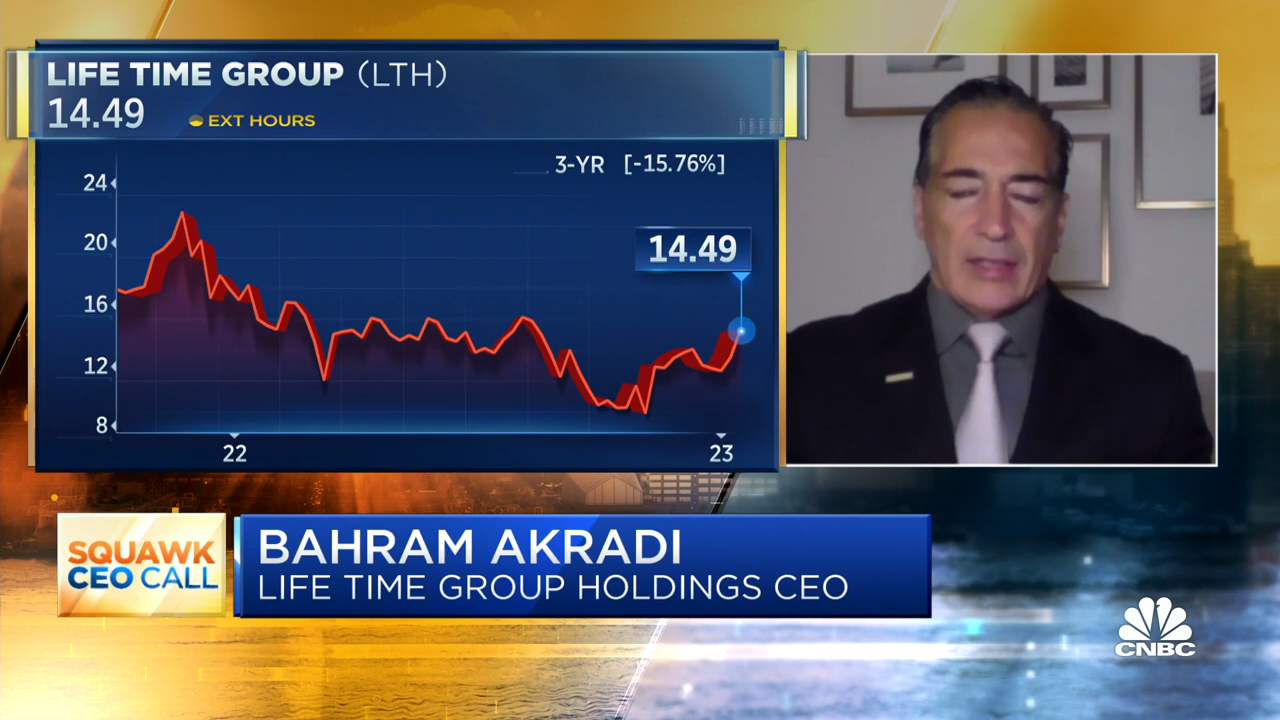 LIFE TIME GROUP (LTH)
14.49 EXT HOURS
3-YR [-15.76%]
24
20
16
12
8
14.49
22 23
SQUAWK
CEO CALL
BAHRAM AKRADI
LIFE TIME GROUP HOLDINGS CEO
CNBC